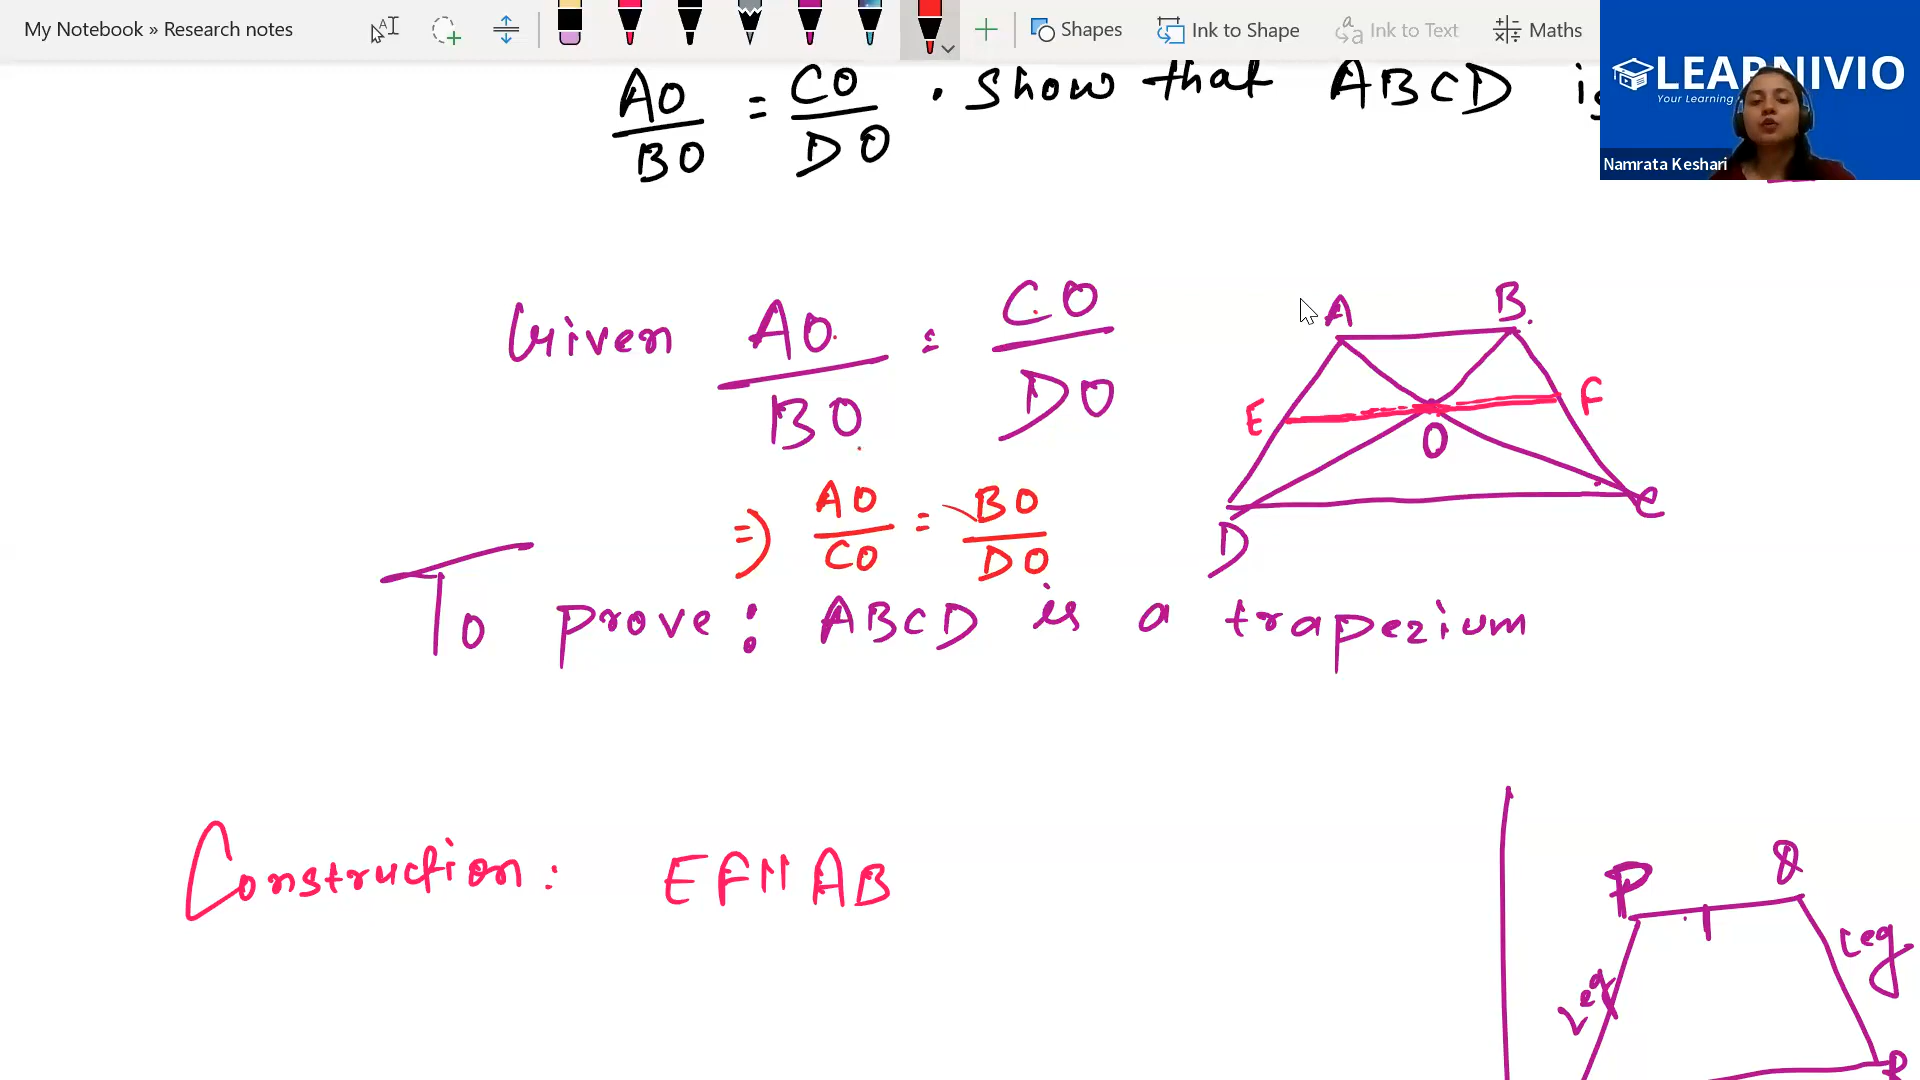 My Notebook » Research notes
Shapes Ink to Shape Ink to Text Maths
LEARNIVIO
Your Learning
Namrata Keshari
AO/BO = CO/DO . Show that ABCD is
Given AO/BO = CO/DO
A B
E F
O
D C
=> AO/CO = BO/DO
To prove: ABCD is a trapezium
Construction: EF || AB
P Q
leg leg
R